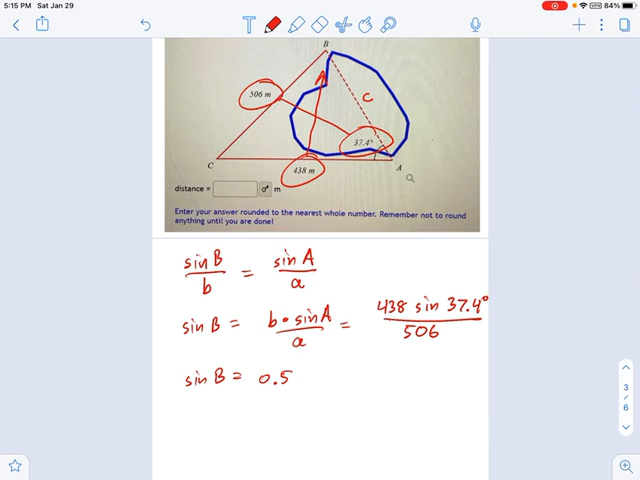 5:15 PM Sat Jan 29
84%
B
506 m
C
37.4°
C
A
438 m
distance = m
Enter your answer rounded to the nearest whole number. Remember not to round
anything until you are done!
sin B / b = sin A / a
sin B = b • sin A / a = 438 sin 37.4° / 506
sin B = 0.5
3
/
6